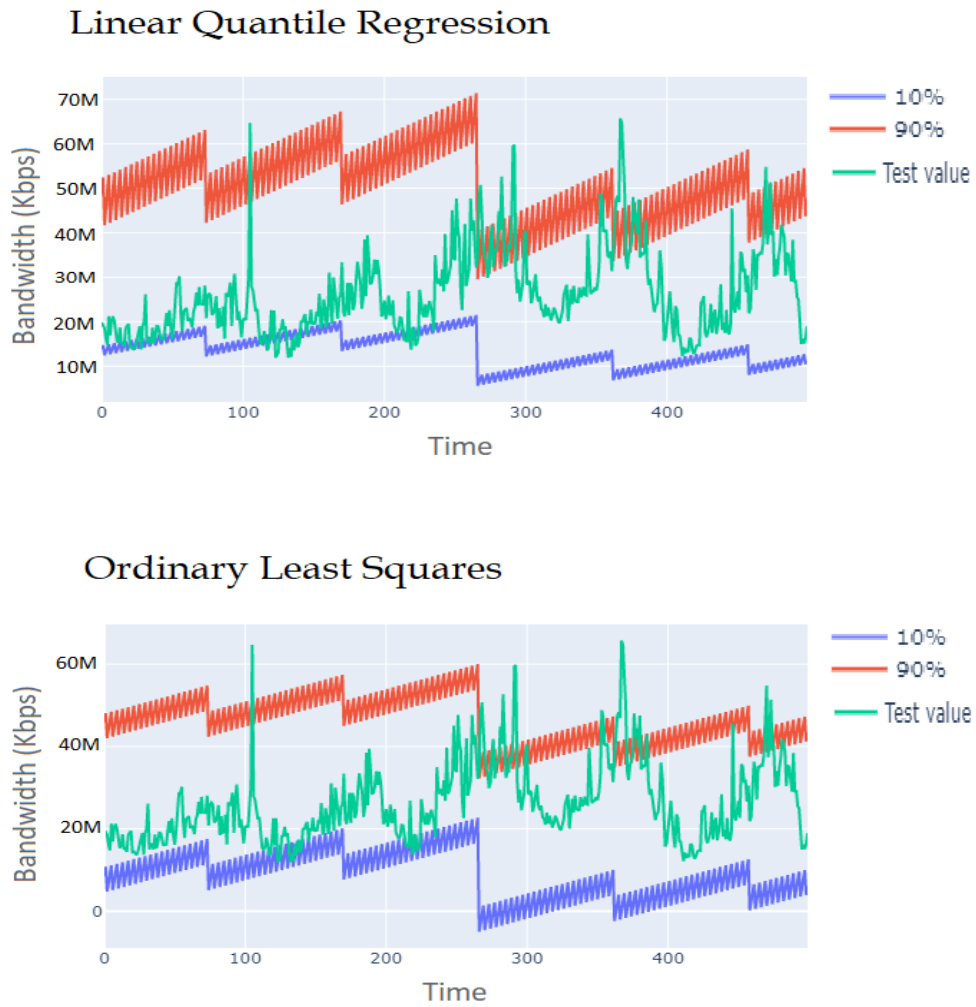 Linear Quantile Regression
70M
60M
50M
40M
30M
20M
10M
Bandwidth (Kbps)
0 100 200 300 400
Time
10%
90%
Test value
Ordinary Least Squares
60M
40M
20M
0
Bandwidth (Kbps)
0 100 200 300 400
Time
10%
90%
Test value